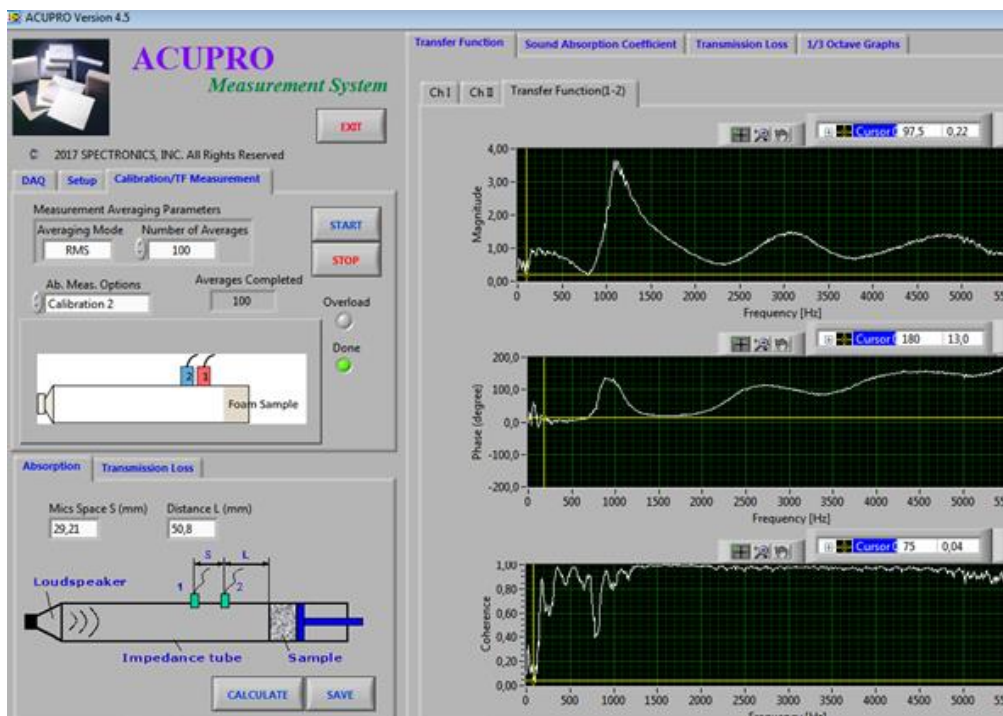 ACUPRO Version 4.5
ACUPRO
Measurement System
EXIT
© 2017 SPECTRONICS, INC. All Rights Reserved
DAQ Setup Calibration/TF Measurement
Measurement Averaging Parameters
Averaging Mode Number of Averages
RMS 100
START
STOP
Ab. Meas. Options Averages Completed
Calibration 2 100
Overload
Done
2 1
Foam Sample
Absorption Transmission Loss
Mics Space S (mm) Distance L (mm)
29,21 50,8
S L
1 2
Loudspeaker
Impedance tube Sample
CALCULATE SAVE
Transfer Function Sound Absorption Coefficient Transmission Loss 1/3 Octave Graphs
Ch I Ch II Transfer Function(1-2)
Cursor 97,5 0,22
Magnitude
4,00
3,00
2,00
1,00
0,00
0 500 1000 1500 2000 2500 3000 3500 4000 4500 5000
Frequency [Hz]
Cursor 180 13,0
Phase (degree)
200,0
100,0
0,0
-100,0
-200,0
0 500 1000 1500 2000 2500 3000 3500 4000 4500 5000
Frequency [Hz]
Cursor 75 0,04
Coherence
1,00
0,80
0,60
0,40
0,20
0,00
0 500 1000 1500 2000 2500 3000 3500 4000 4500 5000
Frequency [Hz]